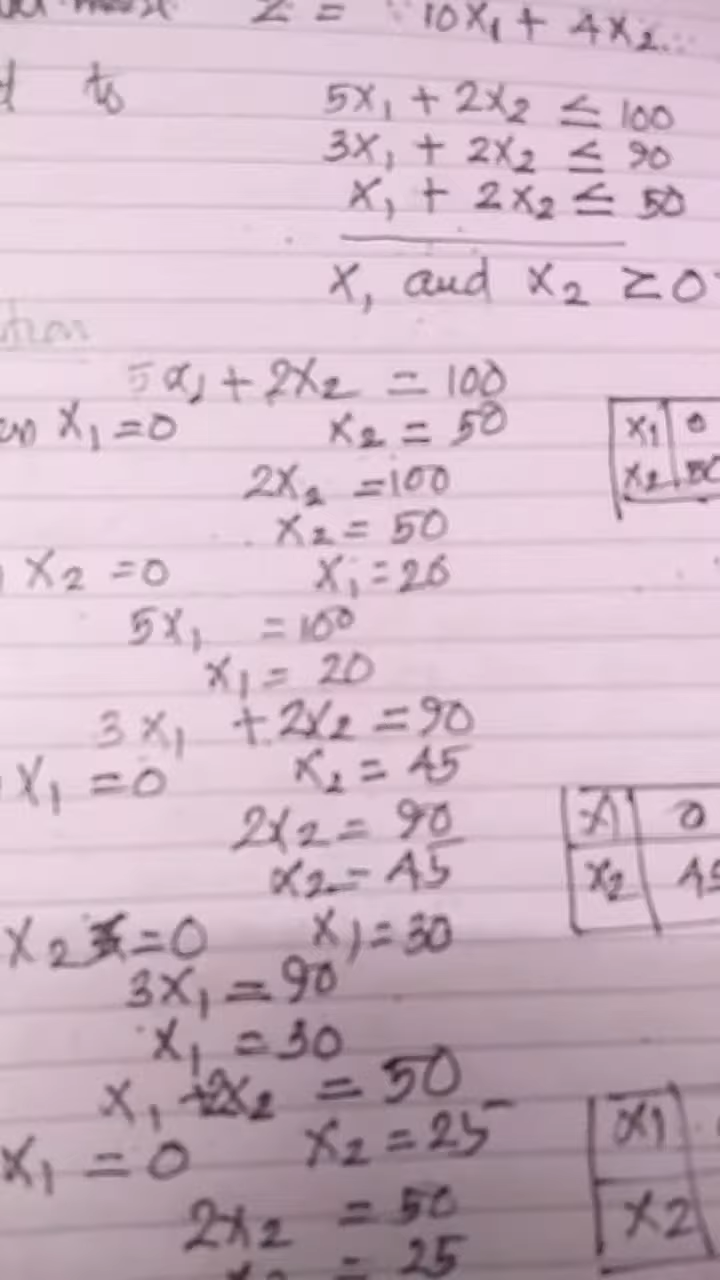 Z = 10X1 + 4X2
5X1 + 2X2 ≤ 100
3X1 + 2X2 ≤ 90
X1 + 2X2 ≤ 50
X1 and X2 ≥ 0
5X1 + 2X2 = 100
X1 = 0 X2 = 50
X1 0
2X2 = 100
X2
X2 = 50
X2 = 0 X1 = 20
5X1 = 100
X1 = 20
3X1 + 2X2 = 90
X1 = 0 X2 = 45
2X2 = 90
X1 0
X2 = 45
X2
X2 = 0 X1 = 30
3X1 = 90
X1 = 30
X1 + 2X2 = 50
X1 = 0 X2 = 25
X1
2X2 = 50
X2
= 25